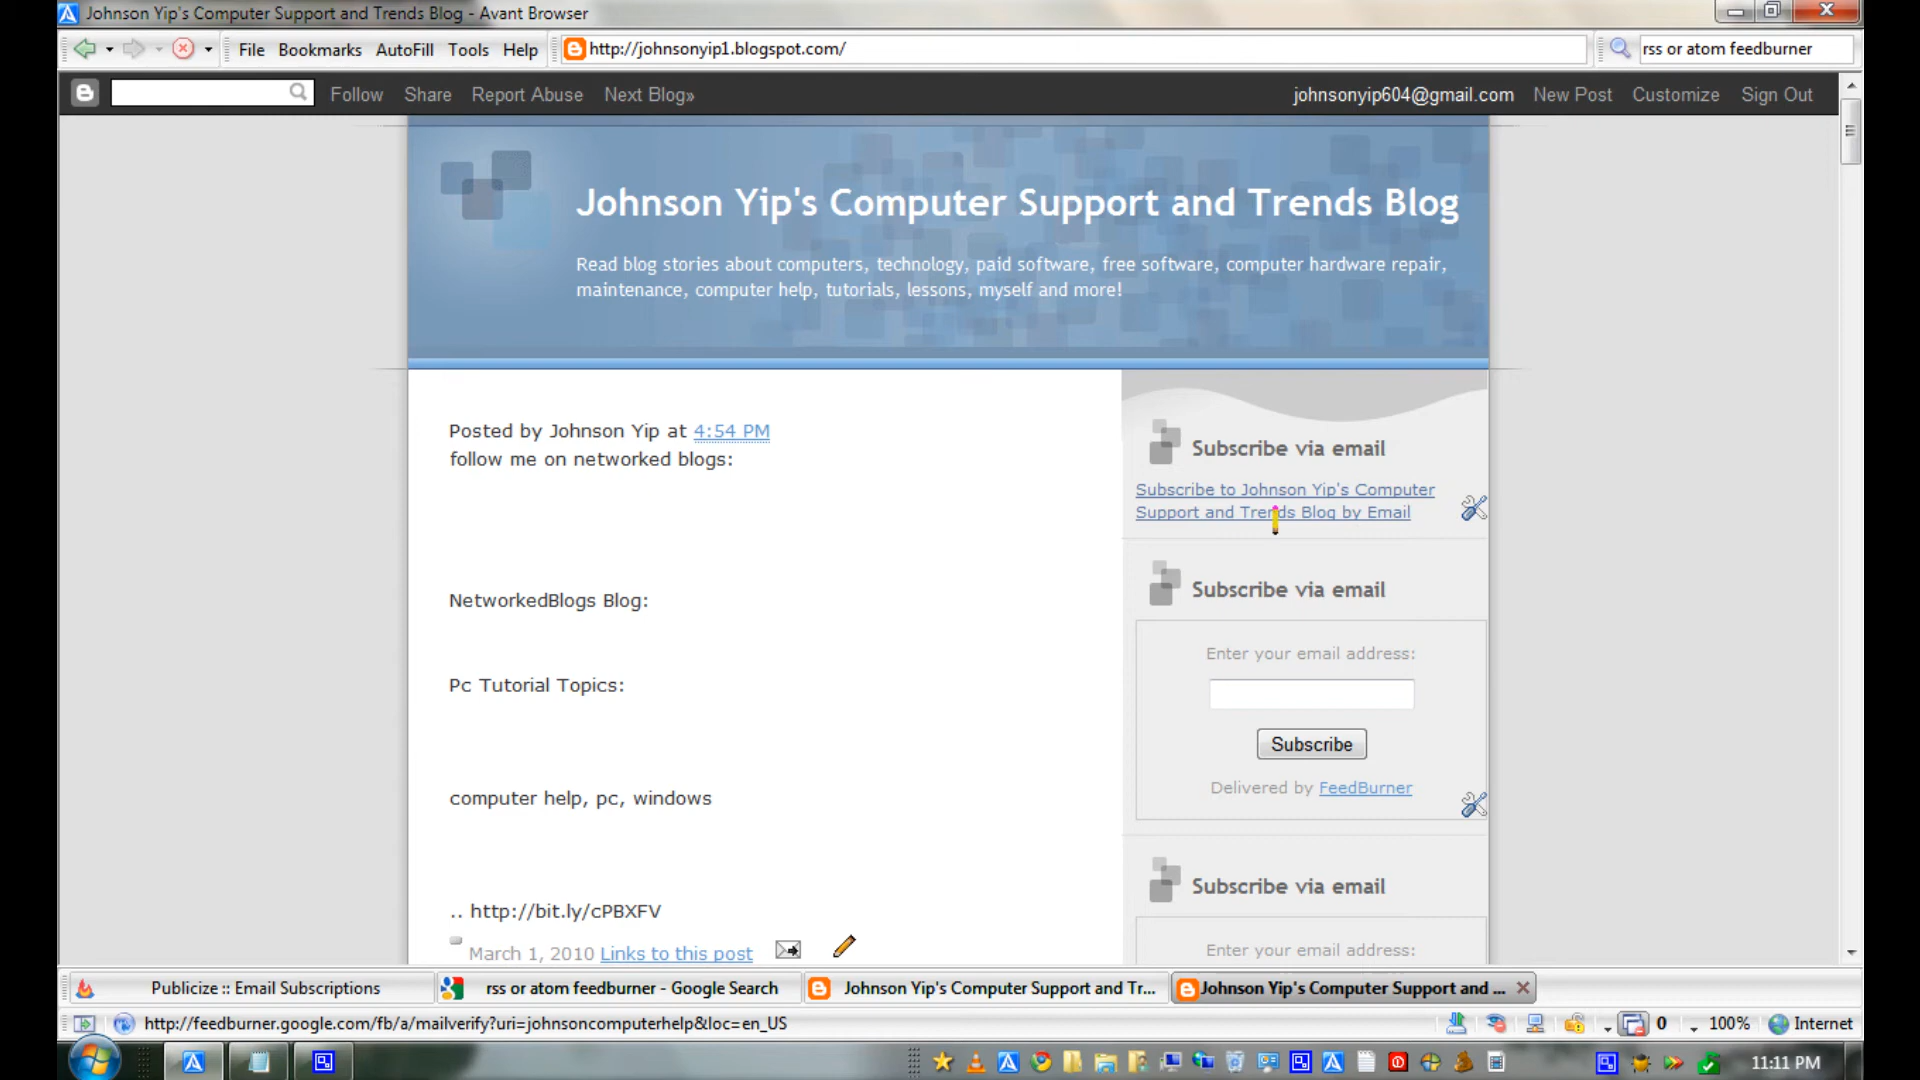 Johnson Yip's Computer Support and Trends Blog - Avant Browser
File Bookmarks AutoFill Tools Help
http://johnsonyip1.blogspot.com/
rss or atom feedburner
Follow Share Report Abuse Next Blog»
johnsonyip604@gmail.com New Post Customize Sign Out
Johnson Yip's Computer Support and Trends Blog
Read blog stories about computers, technology, paid software, free software, computer hardware repair,
maintenance, computer help, tutorials, lessons, myself and more!
Posted by Johnson Yip at 4:54 PM
follow me on networked blogs:
NetworkedBlogs Blog:
Pc Tutorial Topics:
computer help, pc, windows
.. http://bit.ly/cPBXFV
March 1, 2010 Links to this post
Subscribe via email
Subscribe to Johnson Yip's Computer
Support and Trends Blog by Email
Subscribe via email
Enter your email address:
Subscribe
Delivered by FeedBurner
Subscribe via email
Enter your email address:
Publicize :: Email Subscriptions
rss or atom feedburner - Google Search
Johnson Yip's Computer Support and Tr...
Johnson Yip's Computer Support and ...
http://feedburner.google.com/fb/a/mailverify?uri=johnsoncomputerhelp&loc=en_US
0 100% Internet
11:11 PM